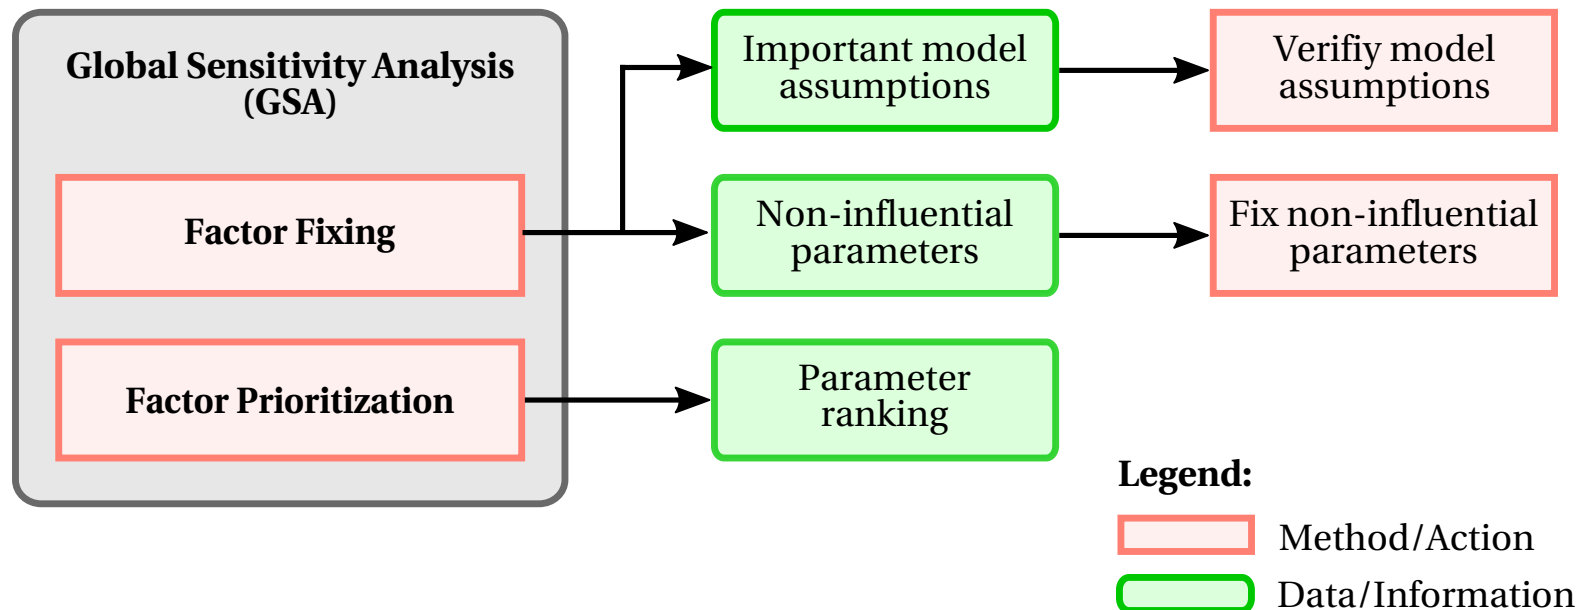 Global Sensitivity Analysis
(GSA)
Factor Fixing
Factor Prioritization
Important model
assumptions
Non-influential
parameters
Parameter
ranking
Verifiy model
assumptions
Fix non-influential
parameters
Legend:
Method/Action
Data/Information